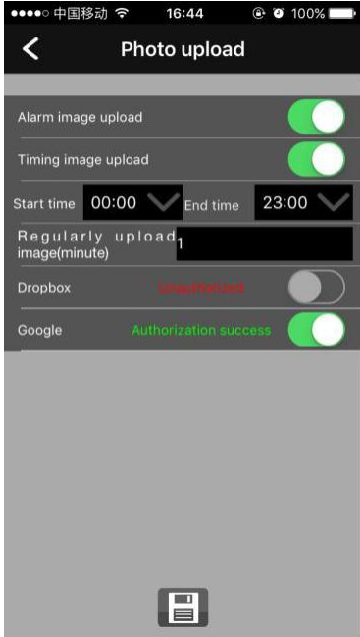 中国移动 16:44 100%
Photo upload
Alarm image upload
Timing image uplcad
Start time 00:00 End time 23:00
Regularly upload 1
image(minute)
Dropbox Unauthorized
Google Authorization success